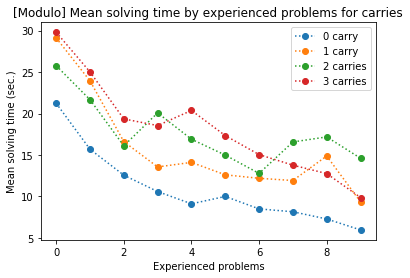 [Modulo] Mean solving time by experienced problems for carries
30
25
20
15
10
5
Mean solving time (sec.)
0 carry
1 carry
2 carries
3 carries
0
2
4
6
8
Experienced problems